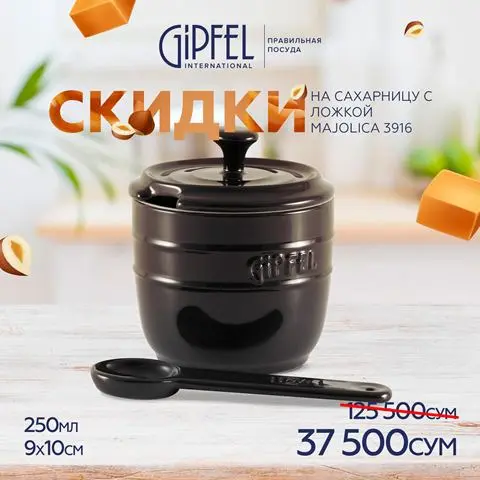 GiPFEL
INTERNATIONAL
ПРАВИЛЬНАЯ
ПОСУДА
СКИДКИ
НА САХАРНИЦУ С
ЛОЖКОЙ
MAJOLICA 3916
GiPFEL
125 500СУМ
250МЛ
9х10СМ
37 500СУМ